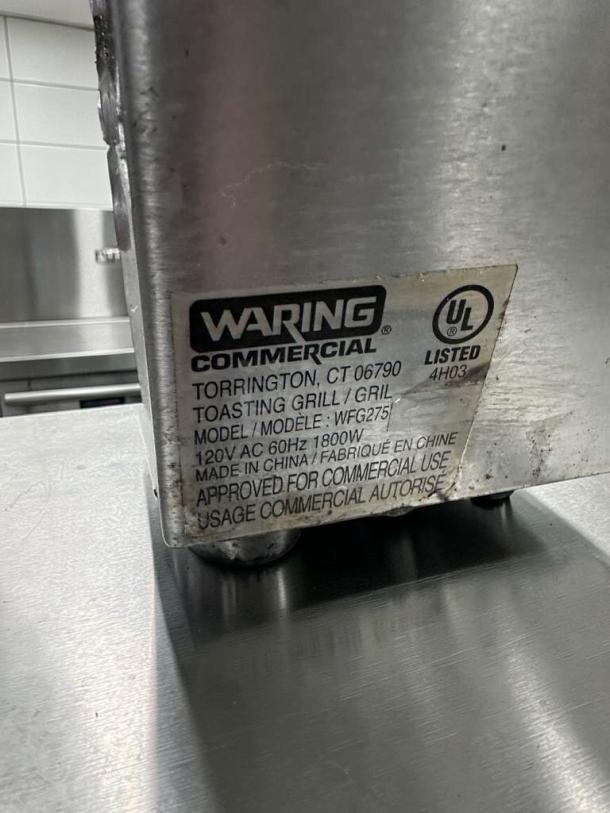 WARING®
COMMERCIAL
TORRINGTON, CT 06790
TOASTING GRILL / GRIL
MODEL / MODÈLE : WFG275
120V AC 60Hz 1800W
MADE IN CHINA / FABRIQUÉ EN CHINE
APPROVED FOR COMMERCIAL USE
USAGE COMMERCIAL AUTORISÉ
UL®
LISTED
4H03